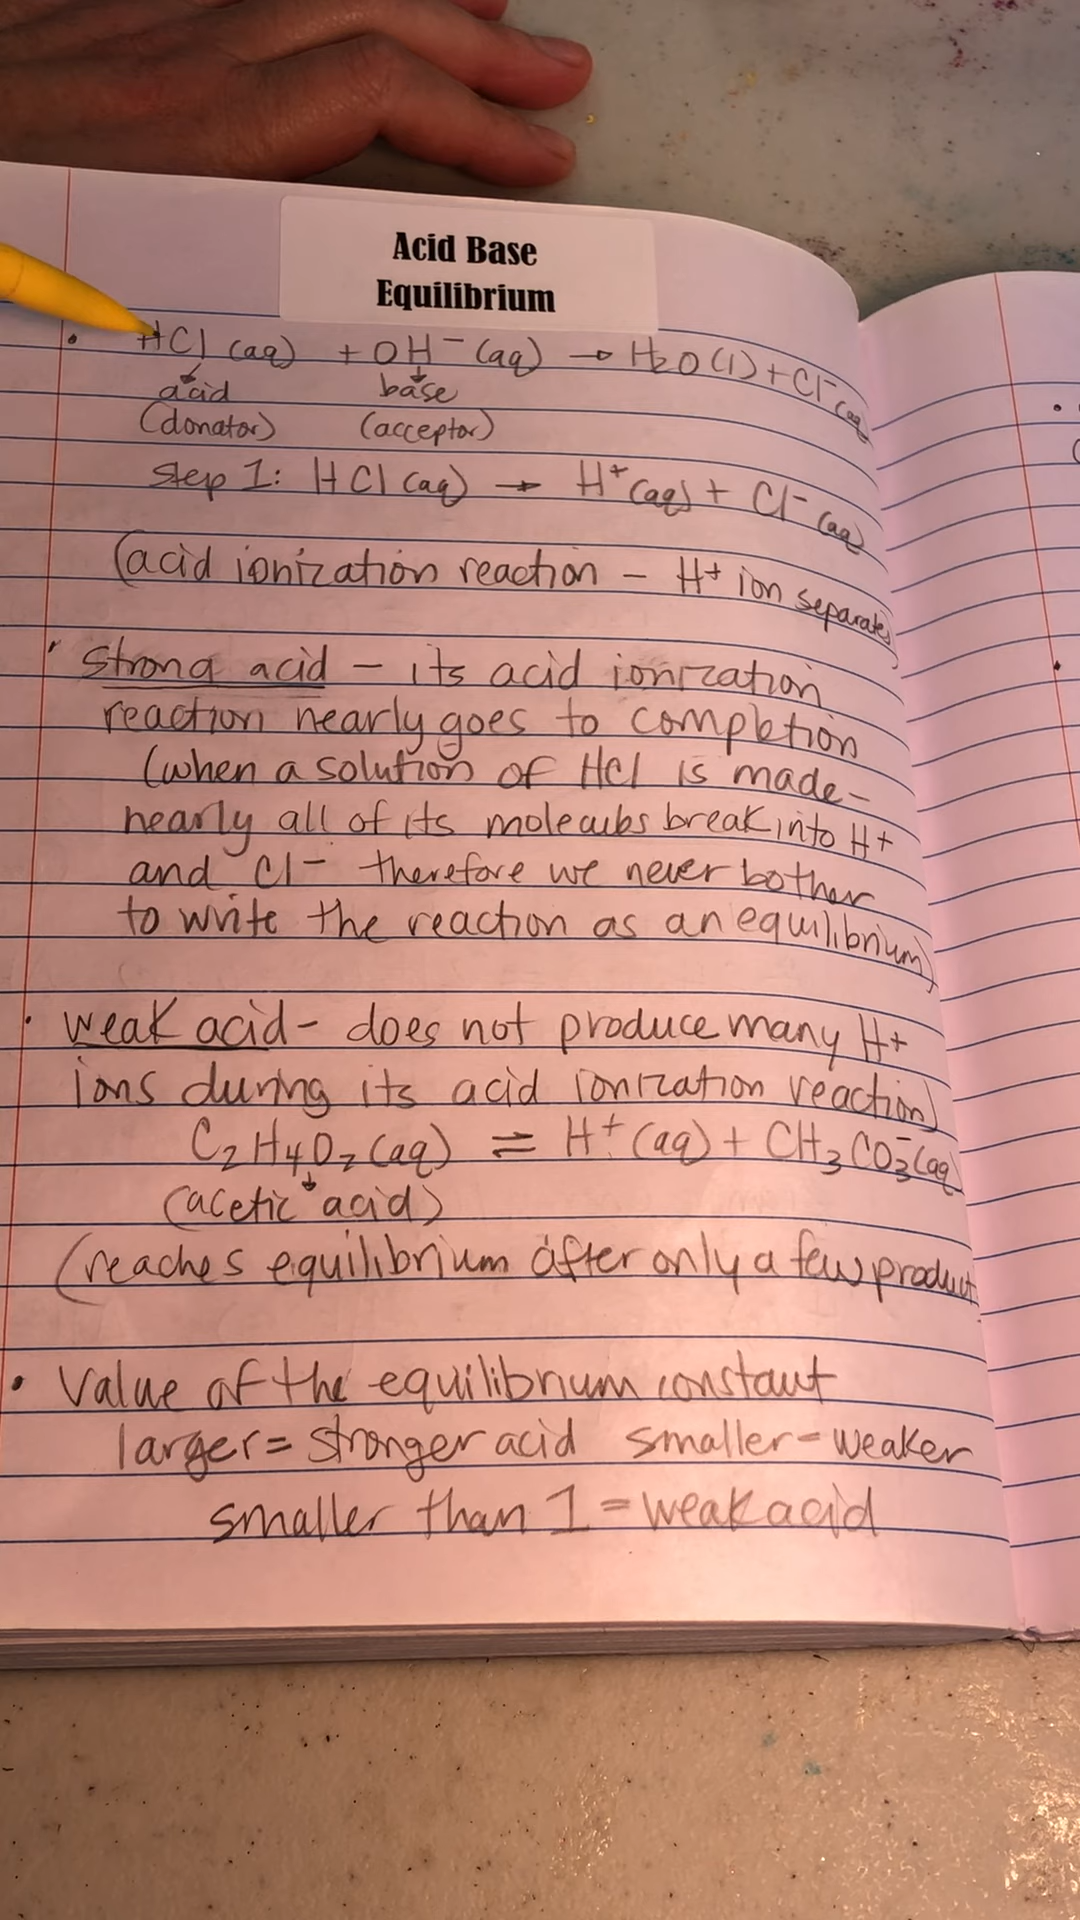 Acid Base
Equilibrium
• HCl (aq) + OH⁻ (aq) → H₂O (l) + Cl⁻ (aq)
acid base
(donator) (acceptor)
step 1: HCl (aq) → H⁺ (aq) + Cl⁻ (aq)
(acid ionization reaction – H+ ion separates
• strong acid – its acid ionization
reaction nearly goes to completion
(when a solution of HCl is made –
nearly all of its molecules break into H+
and Cl⁻ therefore we never bother
to write the reaction as an equilibrium)
• weak acid – does not produce many H+
ions during its acid ionization reaction)
C₂H₄O₂ (aq) ⇌ H⁺ (aq) + CH₃CO₃⁻ (aq)
(acetic acid)
(reaches equilibrium after only a few product
• Value of the equilibrium constant
larger = stronger acid smaller = weaker
smaller than 1 = weak acid